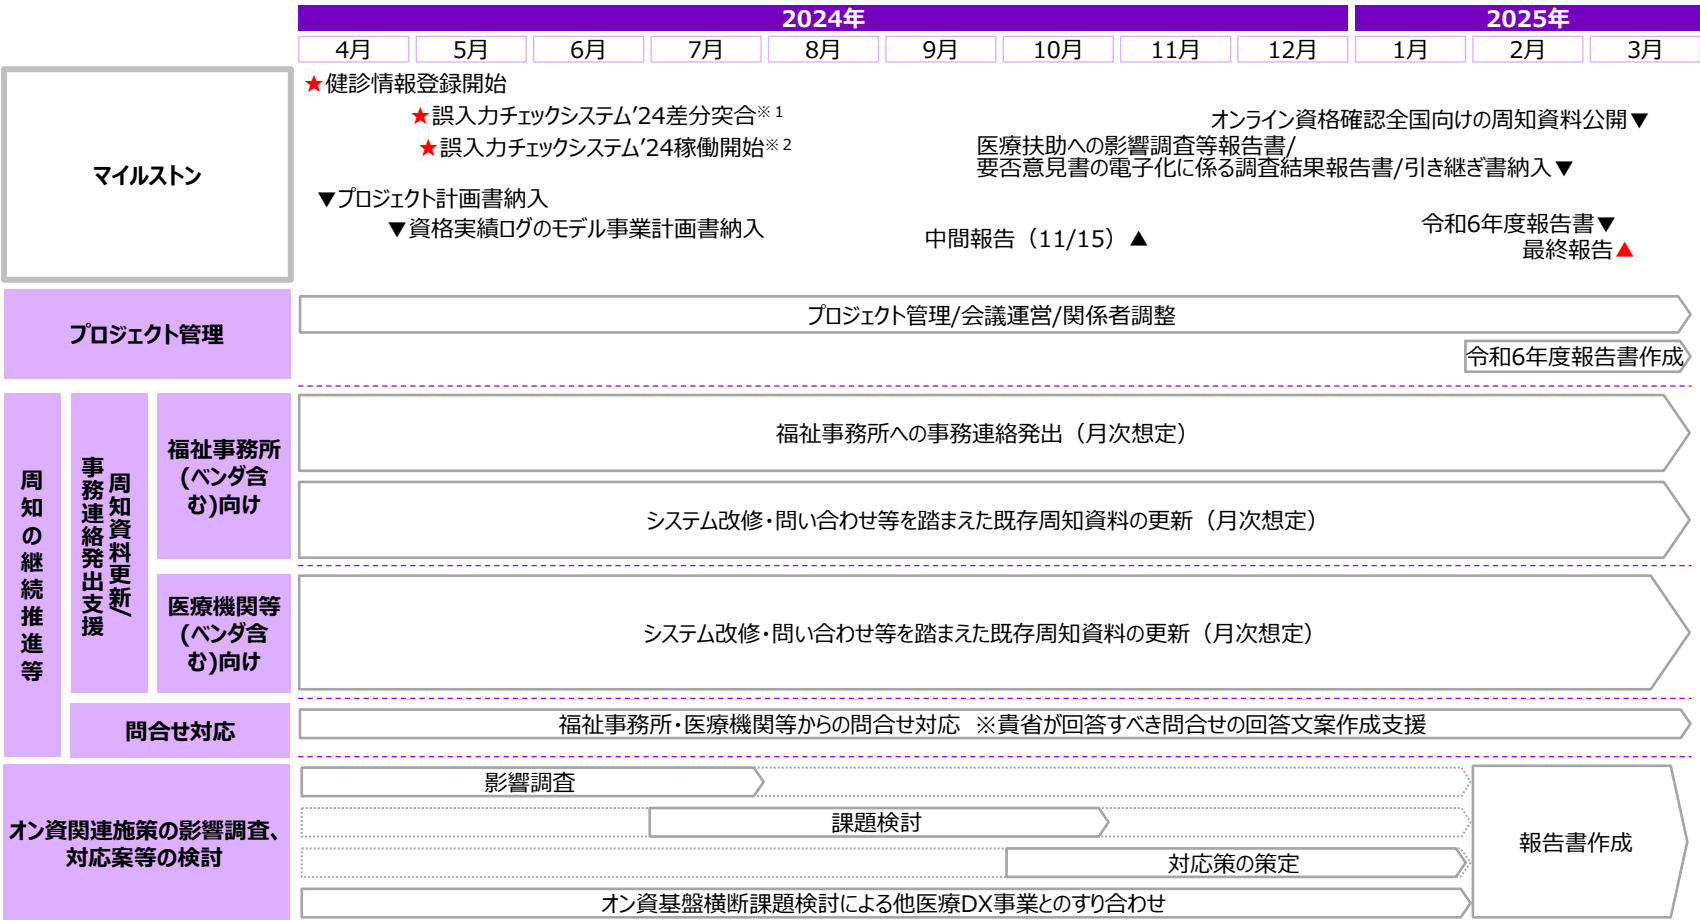 2024年
2025年
4月
5月
6月
7月
8月
9月
10月
11月
12月
1月
2月
3月
マイルストン
★健診情報登録開始
★誤入力チェックシステム'24差分突合※1
★誤入力チェックシステム'24稼働開始※2
オンライン資格確認全国向けの周知資料公開▼
医療扶助への影響調査等報告書/
要否意見書の電子化に係る調査結果報告書/引き継ぎ書納入▼
▼プロジェクト計画書納入
▼資格実績ログのモデル事業計画書納入
中間報告（11/15）▲
令和6年度報告書▼
最終報告▲
プロジェクト管理
プロジェクト管理/会議運営/関係者調整
令和6年度報告書作成
周知の継続推進等
周知資料更新/
事務連絡発出支援
福祉事務所
(ベンダ含
む)向け
福祉事務所への事務連絡発出（月次想定）
システム改修・問い合わせ等を踏まえた既存周知資料の更新（月次想定）
医療機関等
(ベンダ含
む)向け
システム改修・問い合わせ等を踏まえた既存周知資料の更新（月次想定）
問合せ対応
福祉事務所・医療機関等からの問合せ対応 ※貴省が回答すべき問合せの回答文案作成支援
オン資関連施策の影響調査、
対応案等の検討
影響調査
課題検討
対応策の策定
オン資基盤横断課題検討による他医療DX事業とのすり合わせ
報告書作成